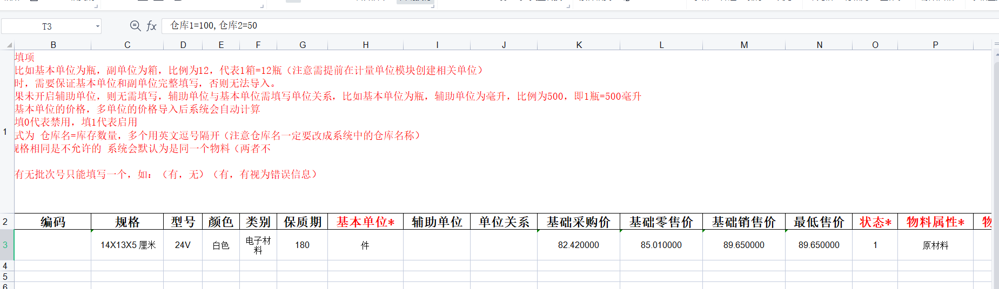 T3
fx
仓库1=100,仓库2=50
B C D E F G H I J K L M N O P
1
填项
比如基本单位为瓶，副单位为箱，比例为12，代表1箱=12瓶（注意需提前在计量单位模块创建相关单位）
时，需要保证基本单位和副单位完整填写，否则无法导入。
果未开启辅助单位，则无需填写，辅助单位与基本单位需填写单位关系，比如基本单位为瓶，辅助单位为毫升，比例为500，即1瓶=500毫升
基本单位的价格，多单位的价格导入后系统会自动计算
填0代表禁用，填1代表启用
式为 仓库名=库存数量，多个用英文逗号隔开（注意仓库名一定要改成系统中的仓库名称）
规格相同是不允许的 系统会默认为是同一个物料（两者不
有无批次号只能填写一个，如：（有，无）（有，有视为错误信息）
2 编码 规格 型号 颜色 类别 保质期 基本单位* 辅助单位 单位关系 基础采购价 基础零售价 基础销售价 最低售价 状态* 物料属性* 物
3 14X13X5厘米 24V 白色 电子材料 180 件 82.420000 85.010000 89.650000 89.650000 1 原材料
4
5
6